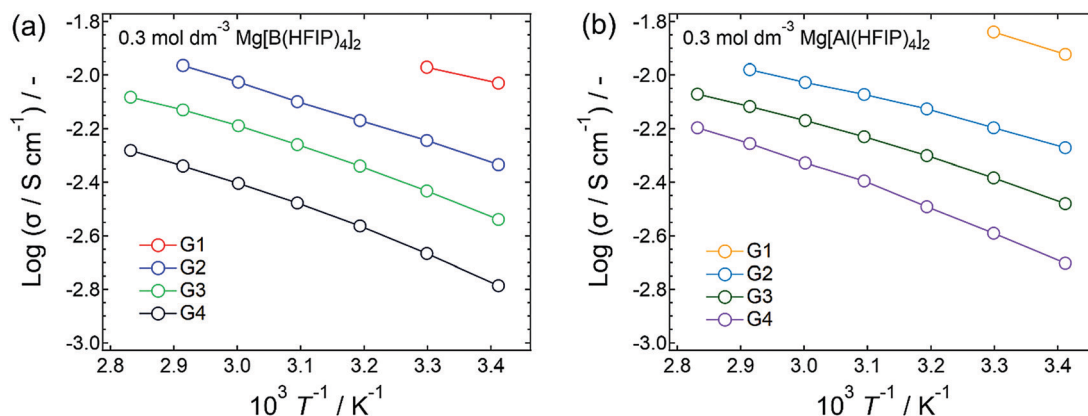 (a)
0.3 mol dm⁻³ Mg[B(HFIP)₄]₂
Log (σ / S cm⁻¹) / -
-1.8
-2.0
-2.2
-2.4
-2.6
-2.8
-3.0
G1
G2
G3
G4
2.8 2.9 3.0 3.1 3.2 3.3 3.4
10³ T⁻¹ / K⁻¹
(b)
0.3 mol dm⁻³ Mg[Al(HFIP)₄]₂
Log (σ / S cm⁻¹) / -
-1.8
-2.0
-2.2
-2.4
-2.6
-2.8
-3.0
G1
G2
G3
G4
2.8 2.9 3.0 3.1 3.2 3.3 3.4
10³ T⁻¹ / K⁻¹